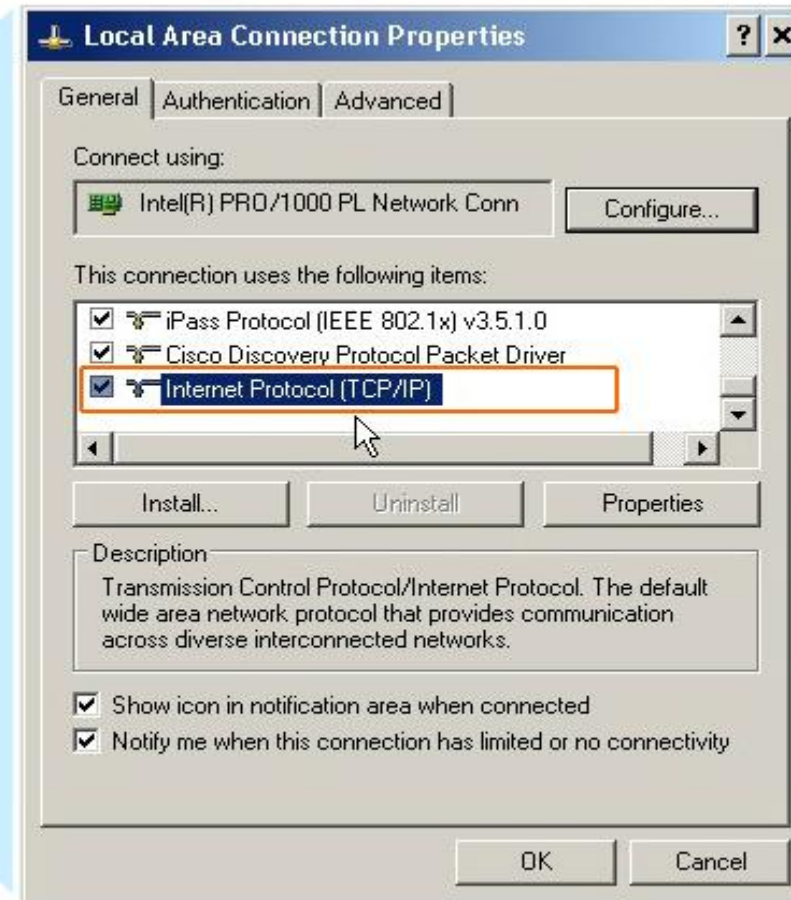 Local Area Connection Properties
General Authentication Advanced
Connect using:
Intel(R) PRO/1000 PL Network Conn
Configure...
This connection uses the following items:
iPass Protocol (IEEE 802.1x) v3.5.1.0
Cisco Discovery Protocol Packet Driver
Internet Protocol (TCP/IP)
Install... Uninstall Properties
Description
Transmission Control Protocol/Internet Protocol. The default
wide area network protocol that provides communication
across diverse interconnected networks.
Show icon in notification area when connected
Notify me when this connection has limited or no connectivity
OK Cancel